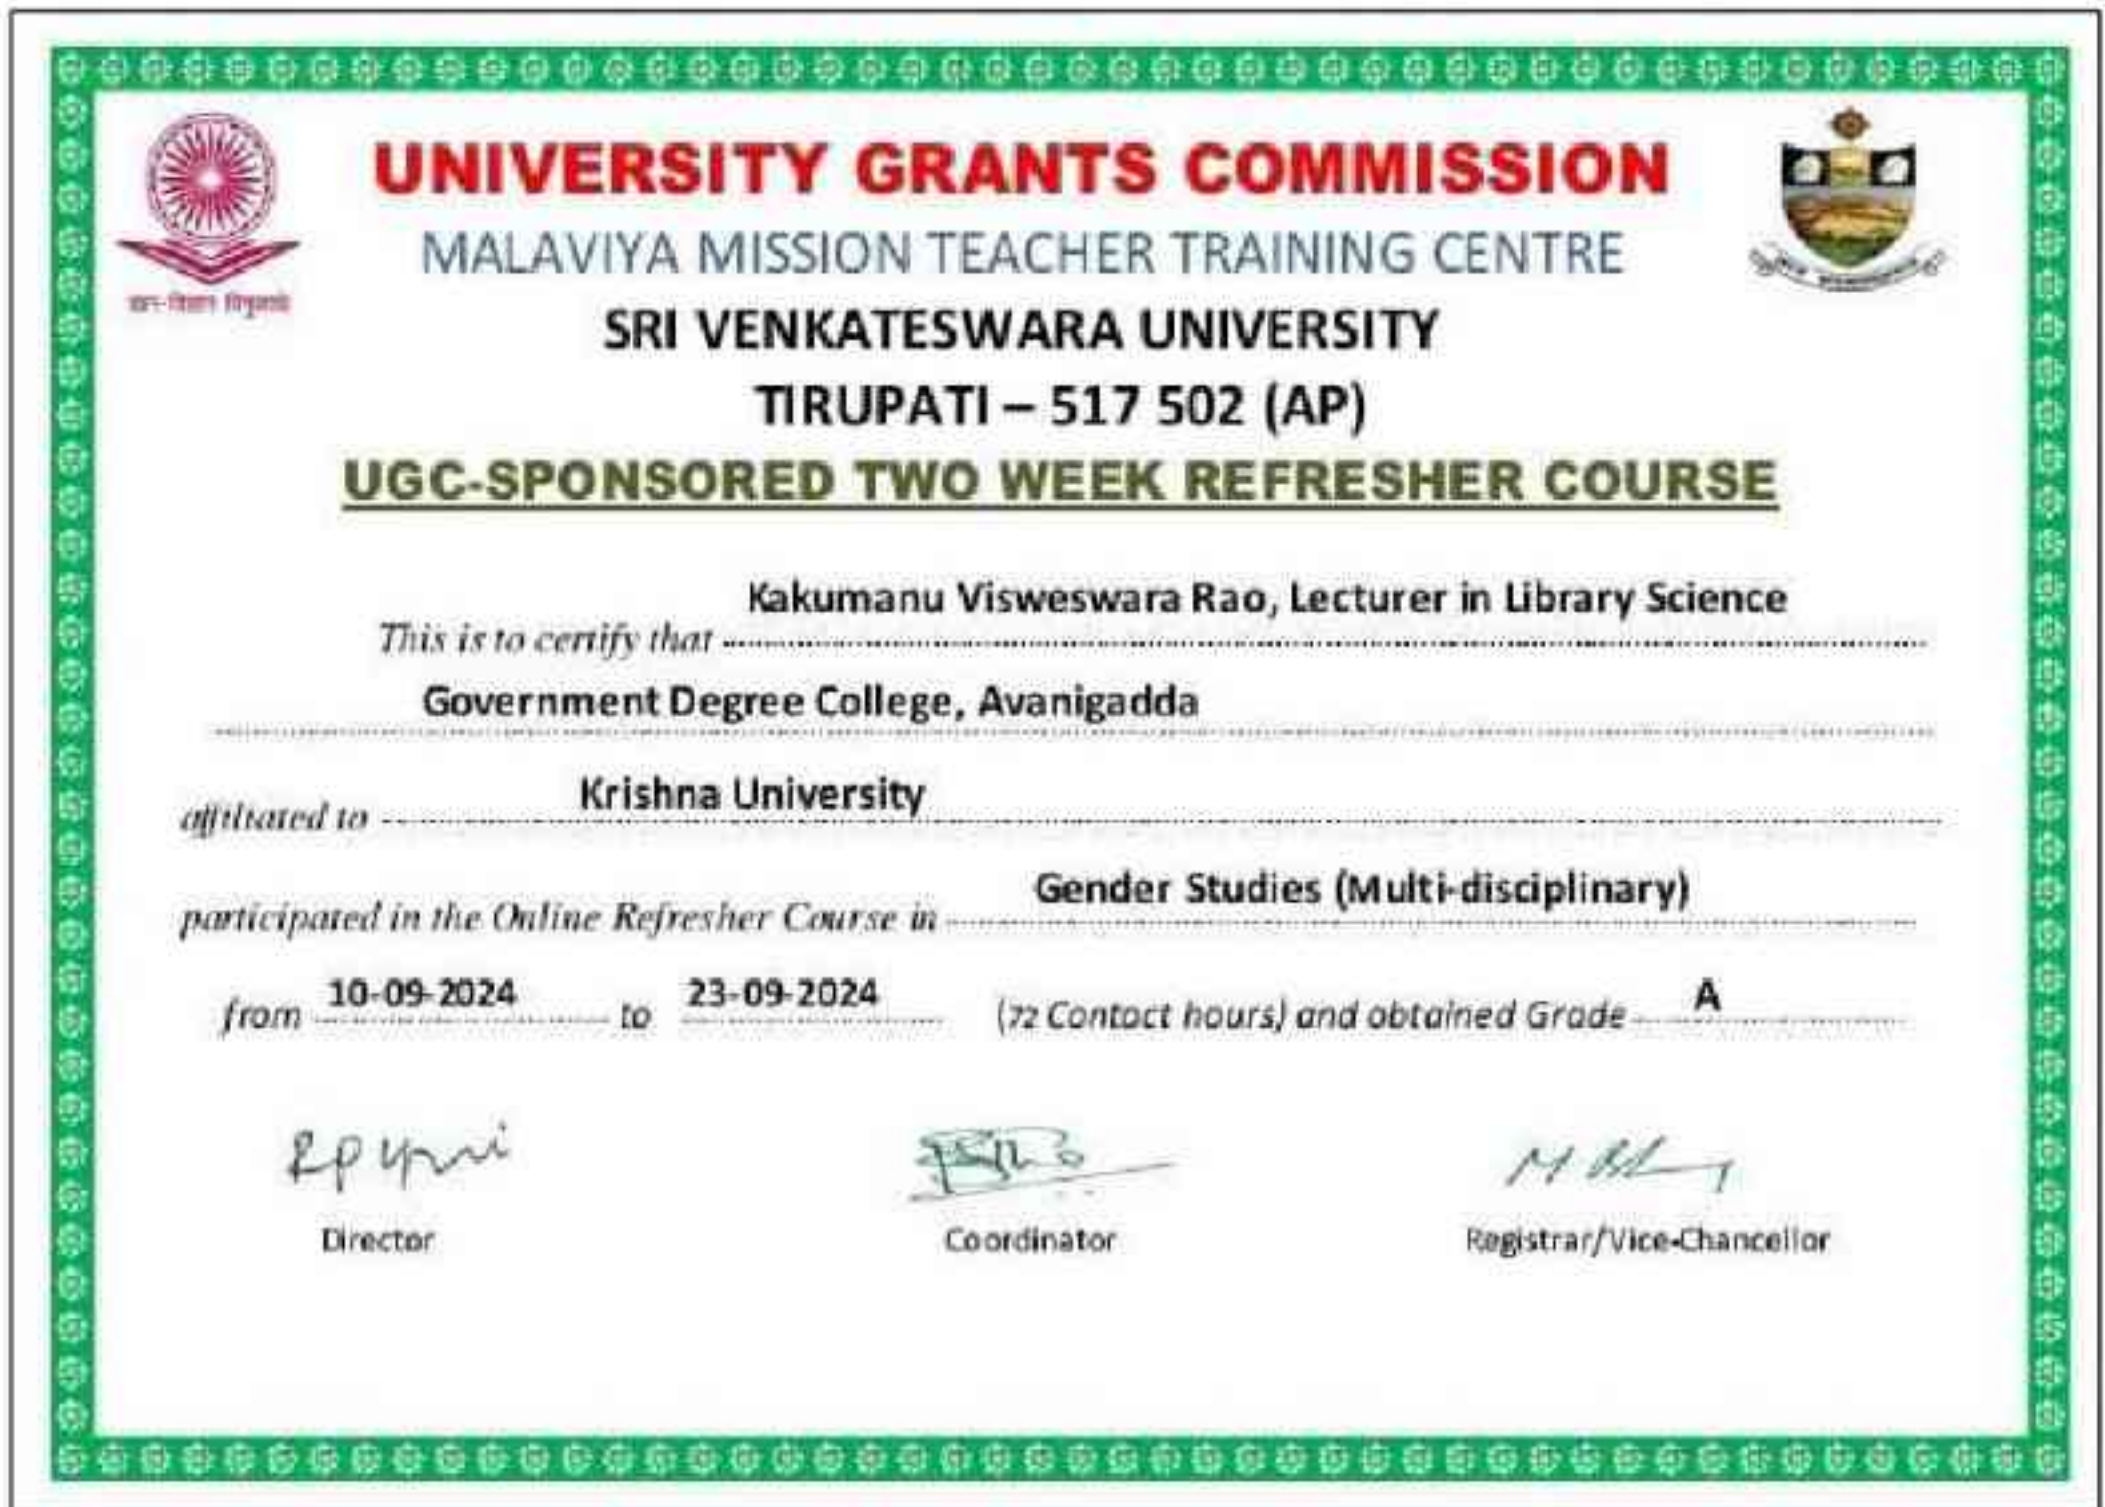 UNIVERSITY GRANTS COMMISSION
MALAVIYA MISSION TEACHER TRAINING CENTRE
SRI VENKATESWARA UNIVERSITY
TIRUPATI – 517 502 (AP)
UGC-SPONSORED TWO WEEK REFRESHER COURSE
This is to certify that Kakumanu Visweswara Rao, Lecturer in Library Science
Government Degree College, Avanigadda
affiliated to Krishna University
participated in the Online Refresher Course in Gender Studies (Multi-disciplinary)
from 10-09-2024 to 23-09-2024 (72 Contact hours) and obtained Grade A
Director Coordinator Registrar/Vice-Chancellor